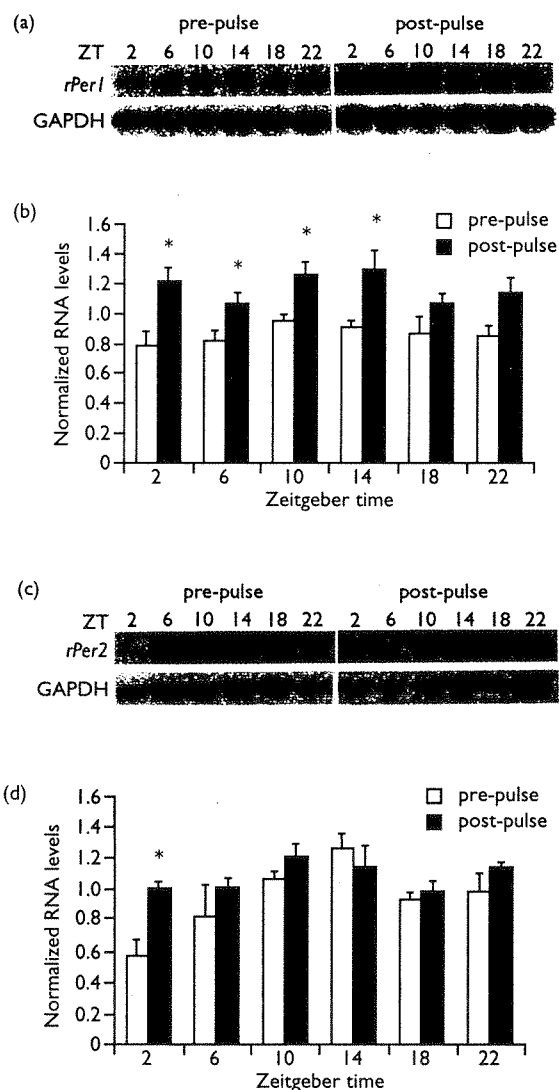 (a)
pre-pulse post-pulse
ZT 2 6 10 14 18 22 2 6 10 14 18 22
rPer1
GAPDH
(b)
1.6
1.4
1.2
1.0
0.8
0.6
0.4
0.2
0
Normalized RNA levels
* * * *
pre-pulse
post-pulse
2 6 10 14 18 22
Zeitgeber time
(c)
pre-pulse post-pulse
ZT 2 6 10 14 18 22 2 6 10 14 18 22
rPer2
GAPDH
(d)
1.6
1.4
1.2
1.0
0.8
0.6
0.4
0.2
0
Normalized RNA levels
*
pre-pulse
post-pulse
2 6 10 14 18 22
Zeitgeber time